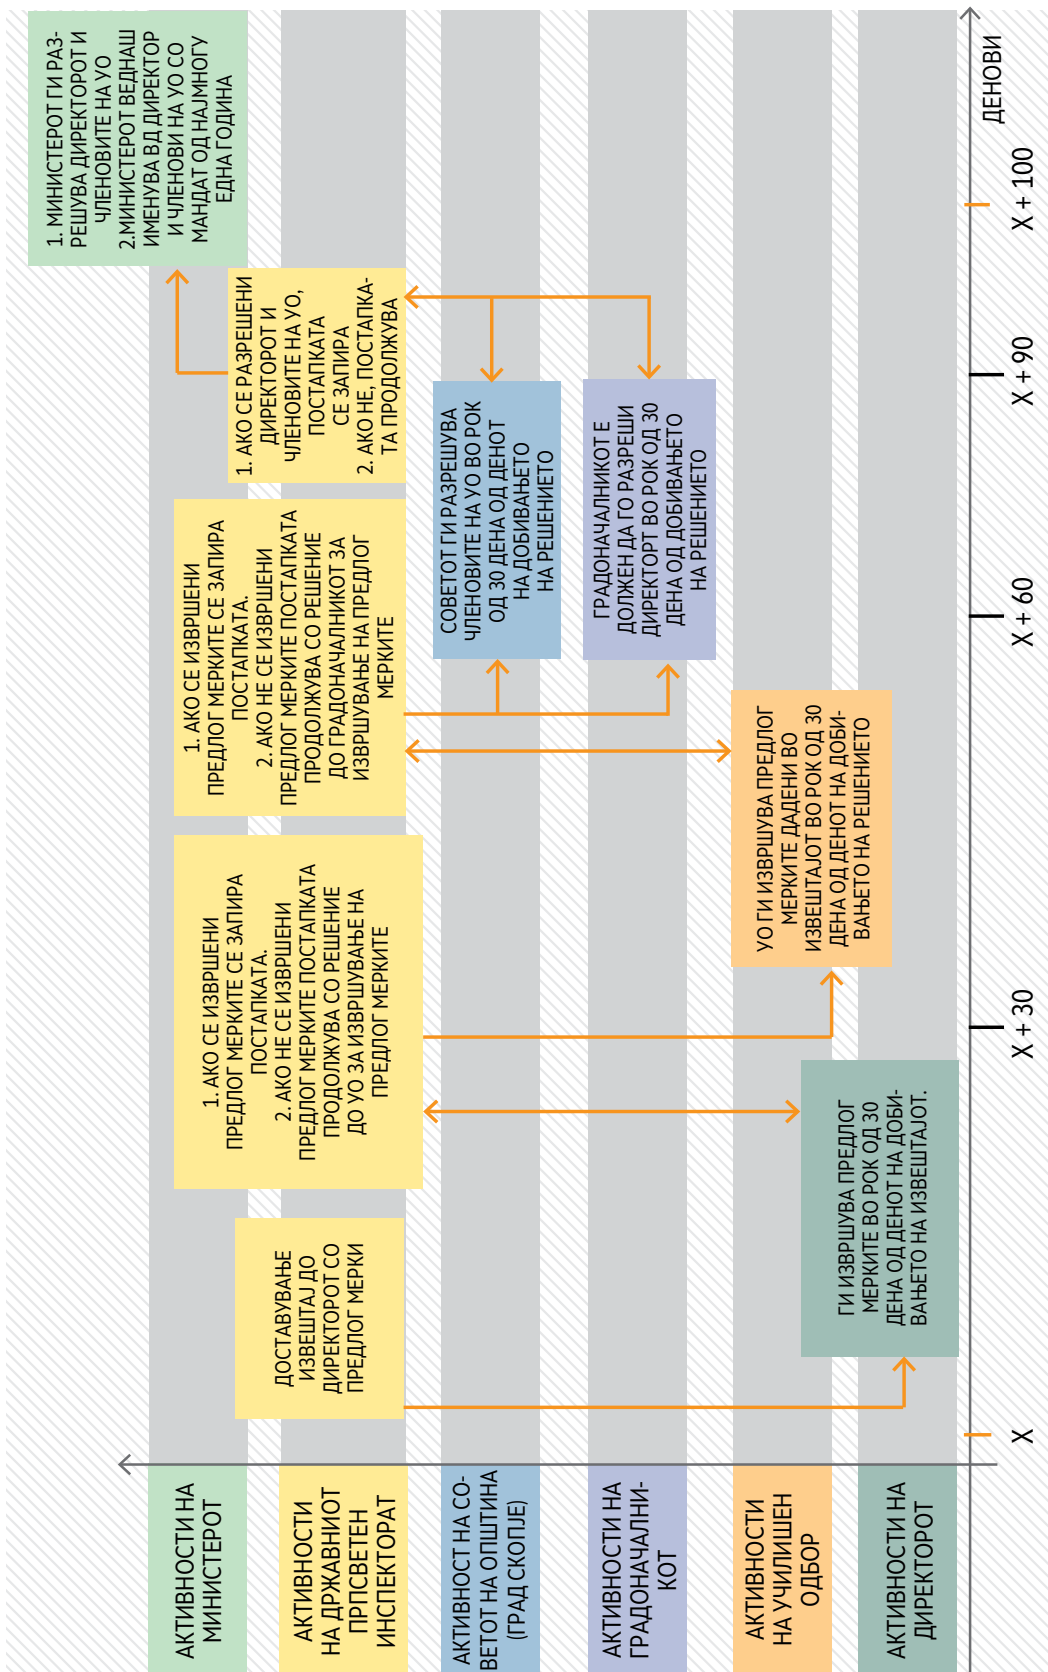 АКТИВНОСТИ НА
МИНИСТЕРОТ
1. МИНИСТЕРОТ ГИ РАЗ-
РЕШУВА ДИРЕКТОРОТ И
ЧЛЕНОВИТЕ НА УО
2.МИНИСТЕРОТ ВЕДНАШ
ИМЕНУВА ВД ДИРЕКТОР
И ЧЛЕНОВИ НА УО СО
МАНДАТ ОД НАЈМНОГУ
ЕДНА ГОДИНА
АКТИВНОСТИ
НА ДРЖАВНИОТ
ПРПСВЕТЕН
ИНСПЕКТОРАТ
ДОСТАВУВАЊЕ
ИЗВЕШТАЈ ДО
ДИРЕКТОРОТ СО
ПРЕДЛОГ МЕРКИ
1. АКО СЕ ИЗВРШЕНИ
ПРЕДЛОГ МЕРКИТЕ СЕ ЗАПИРА
ПОСТАПКАТА.
2. АКО НЕ СЕ ИЗВРШЕНИ
ПРЕДЛОГ МЕРКИТЕ ПОСТАПКАТА
ПРОДОЛЖУВА СО РЕШЕНИЕ
ДО УО ЗА ИЗВРШУВАЊЕ НА
ПРЕДЛОГ МЕРКИТЕ
1. АКО СЕ ИЗВРШЕНИ
ПРЕДЛОГ МЕРКИТЕ СЕ ЗАПИРА
ПОСТАПКАТА.
2. АКО НЕ СЕ ИЗВРШЕНИ
ПРЕДЛОГ МЕРКИТЕ ПОСТАПКАТА
ПРОДОЛЖУВА СО РЕШЕНИЕ
ДО ГРАДОНАЧАЛНИКОТ ЗА
ИЗВРШУВАЊЕ НА ПРЕДЛОГ
МЕРКИТЕ
1. АКО СЕ РАЗРЕШЕНИ
ДИРЕКТОРОТ И
ЧЛЕНОВИТЕ НА УО,
ПОСТАПКАТА
СЕ ЗАПИРА
2. АКО НЕ, ПОСТАПКА-
ТА ПРОДОЛЖУВА
АКТИВНОСТ НА СО-
ВЕТОТ НА ОПШТИНА
(ГРАД СКОПЈЕ)
СОВЕТОТ ГИ РАЗРЕШУВА
ЧЛЕНОВИТЕ НА УО ВО РОК
ОД 30 ДЕНА ОД ДЕНОТ
НА ДОБИВАЊЕТО
НА РЕШЕНИЕТО
АКТИВНОСТИ НА
ГРАДОНАЧАЛНИ-
КОТ
ГРАДОНАЧАЛНИКОТ Е
ДОЛЖЕН ДА ГО РАЗРЕШИ
ДИРЕКТОРТ ВО РОК ОД 30
ДЕНА ОД ДОБИВАЊЕТО
НА РЕШЕНИЕТО
АКТИВНОСТИ
НА УЧИЛИШЕН
ОДБОР
УО ГИ ИЗВРШУВА ПРЕДЛОГ
МЕРКИТЕ ДАДЕНИ ВО
ИЗВЕШТАЈОТ ВО РОК ОД 30
ДЕНА ОД ДЕНОТ НА ДОБИ-
ВАЊЕТО НА РЕШЕНИЕТО
АКТИВНОСТИ НА
ДИРЕКТОРОТ
ГИ ИЗВРШУВА ПРЕДЛОГ
МЕРКИТЕ ВО РОК ОД 30
ДЕНА ОД ДЕНОТ НА ДОБИ-
ВАЊЕТО НА ИЗВЕШТАЈОТ.
ДЕНОВИ
X
X + 30
X + 60
X + 90
X + 100